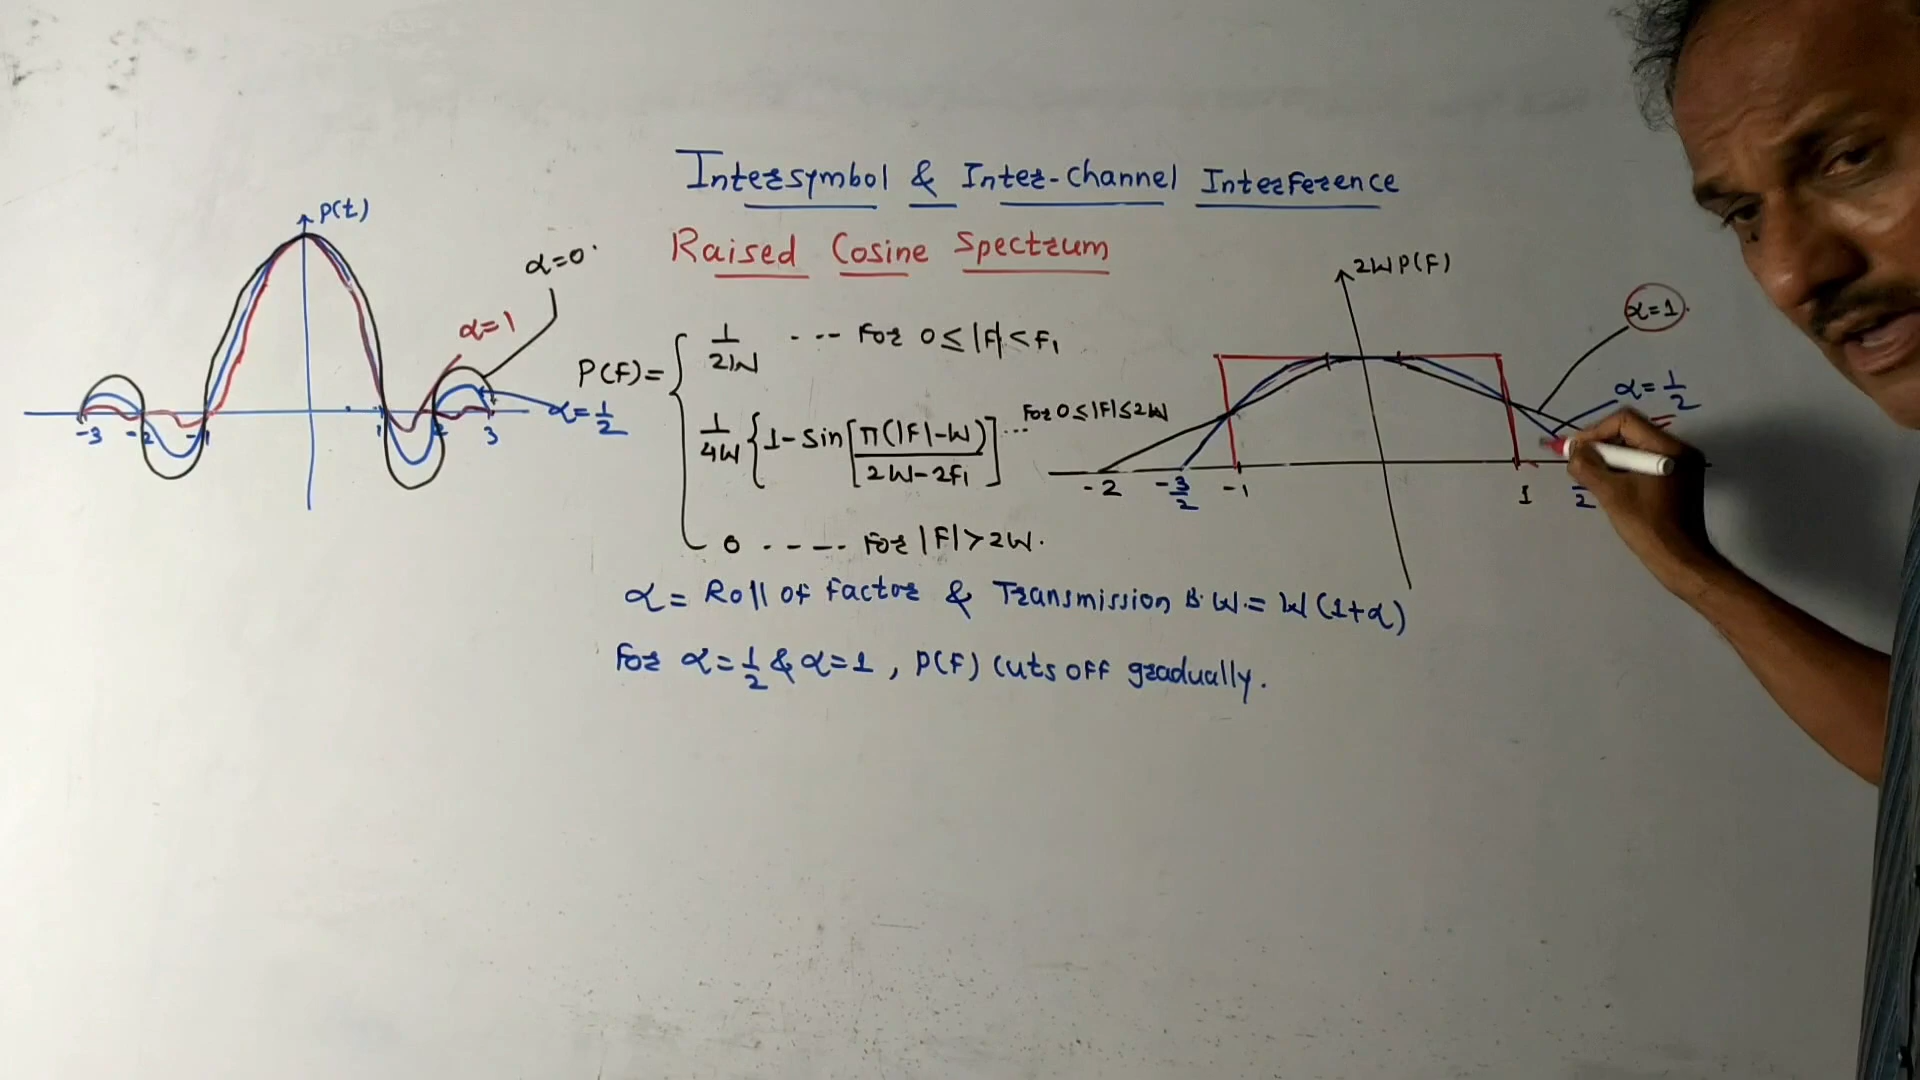 Intersymbol & Inter-channel Interference
Raised Cosine Spectrum
P(t)
α=0
α=1
α=1/2
-3 -2 -1 1 2 3
P(F)= { 1/2W ---- For 0≤|F|<F₁
1/4W {1-Sin[π(|F|-W)/2W-2F₁] ... For 0≤|F|≤2W
0 ----- For |F|>2W.
2WP(F)
α=1
α=1/2
-2 -3/2 -1 1
α= Roll of Factor & Transmission B.W.= W(1+α)
For α=1/2 & α=1, P(F) cuts off gradually.